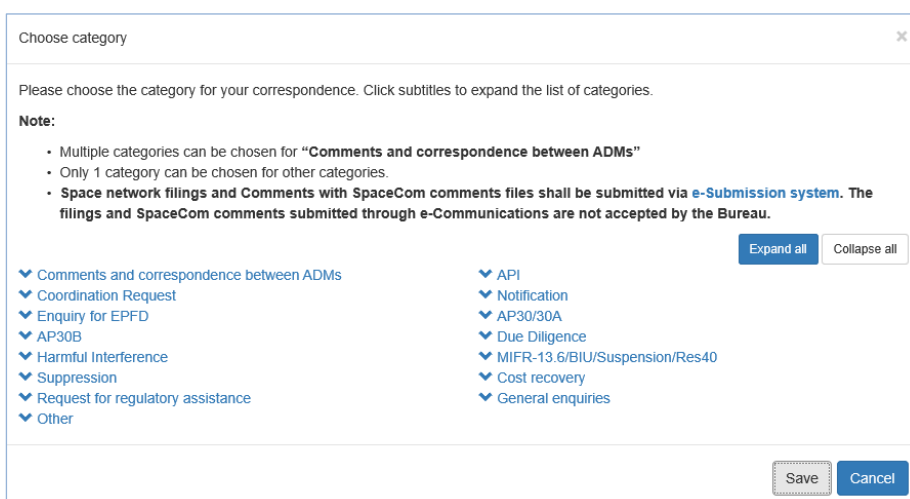 Choose category
×
Please choose the category for your correspondence. Click subtitles to expand the list of categories.
Note:
• Multiple categories can be chosen for “Comments and correspondence between ADMs”
• Only 1 category can be chosen for other categories.
• Space network filings and Comments with SpaceCom comments files shall be submitted via e-Submission system. The
filings and SpaceCom comments submitted through e-Communications are not accepted by the Bureau.
Expand all
Collapse all
Comments and correspondence between ADMs
Coordination Request
Enquiry for EPFD
AP30B
Harmful Interference
Suppression
Request for regulatory assistance
Other
API
Notification
AP30/30A
Due Diligence
MIFR-13.6/BIU/Suspension/Res40
Cost recovery
General enquiries
Save
Cancel